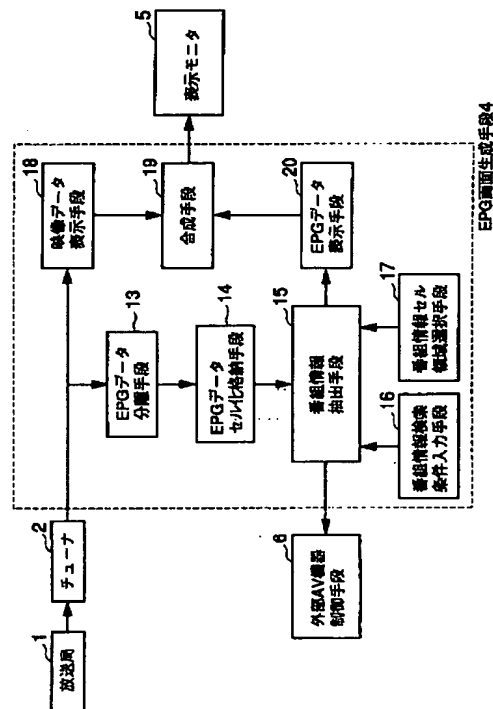 1
放送局
2
チューナ
18
映像データ
表示手段
19
合成手段
5
表示モニタ
13
EPGデータ
分離手段
14
EPGデータ
セル化格納手段
15
番組情報
抽出手段
20
EPGデータ
表示手段
6
外部AV機器
制御手段
16
番組情報検索
条件入力手段
17
番組情報セル
領域選択手段
EPG画面生成手段4